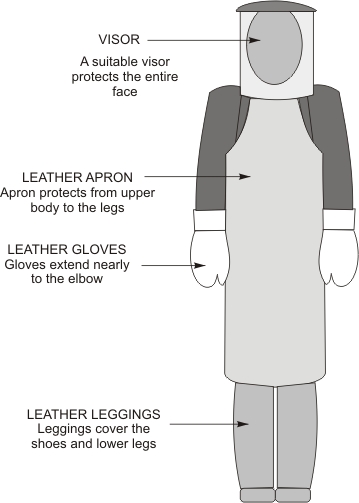 VISOR
A suitable visor
protects the entire
face
LEATHER APRON
Apron protects from upper
body to the legs
LEATHER GLOVES
Gloves extend nearly
to the elbow
LEATHER LEGGINGS
Leggings cover the
shoes and lower legs